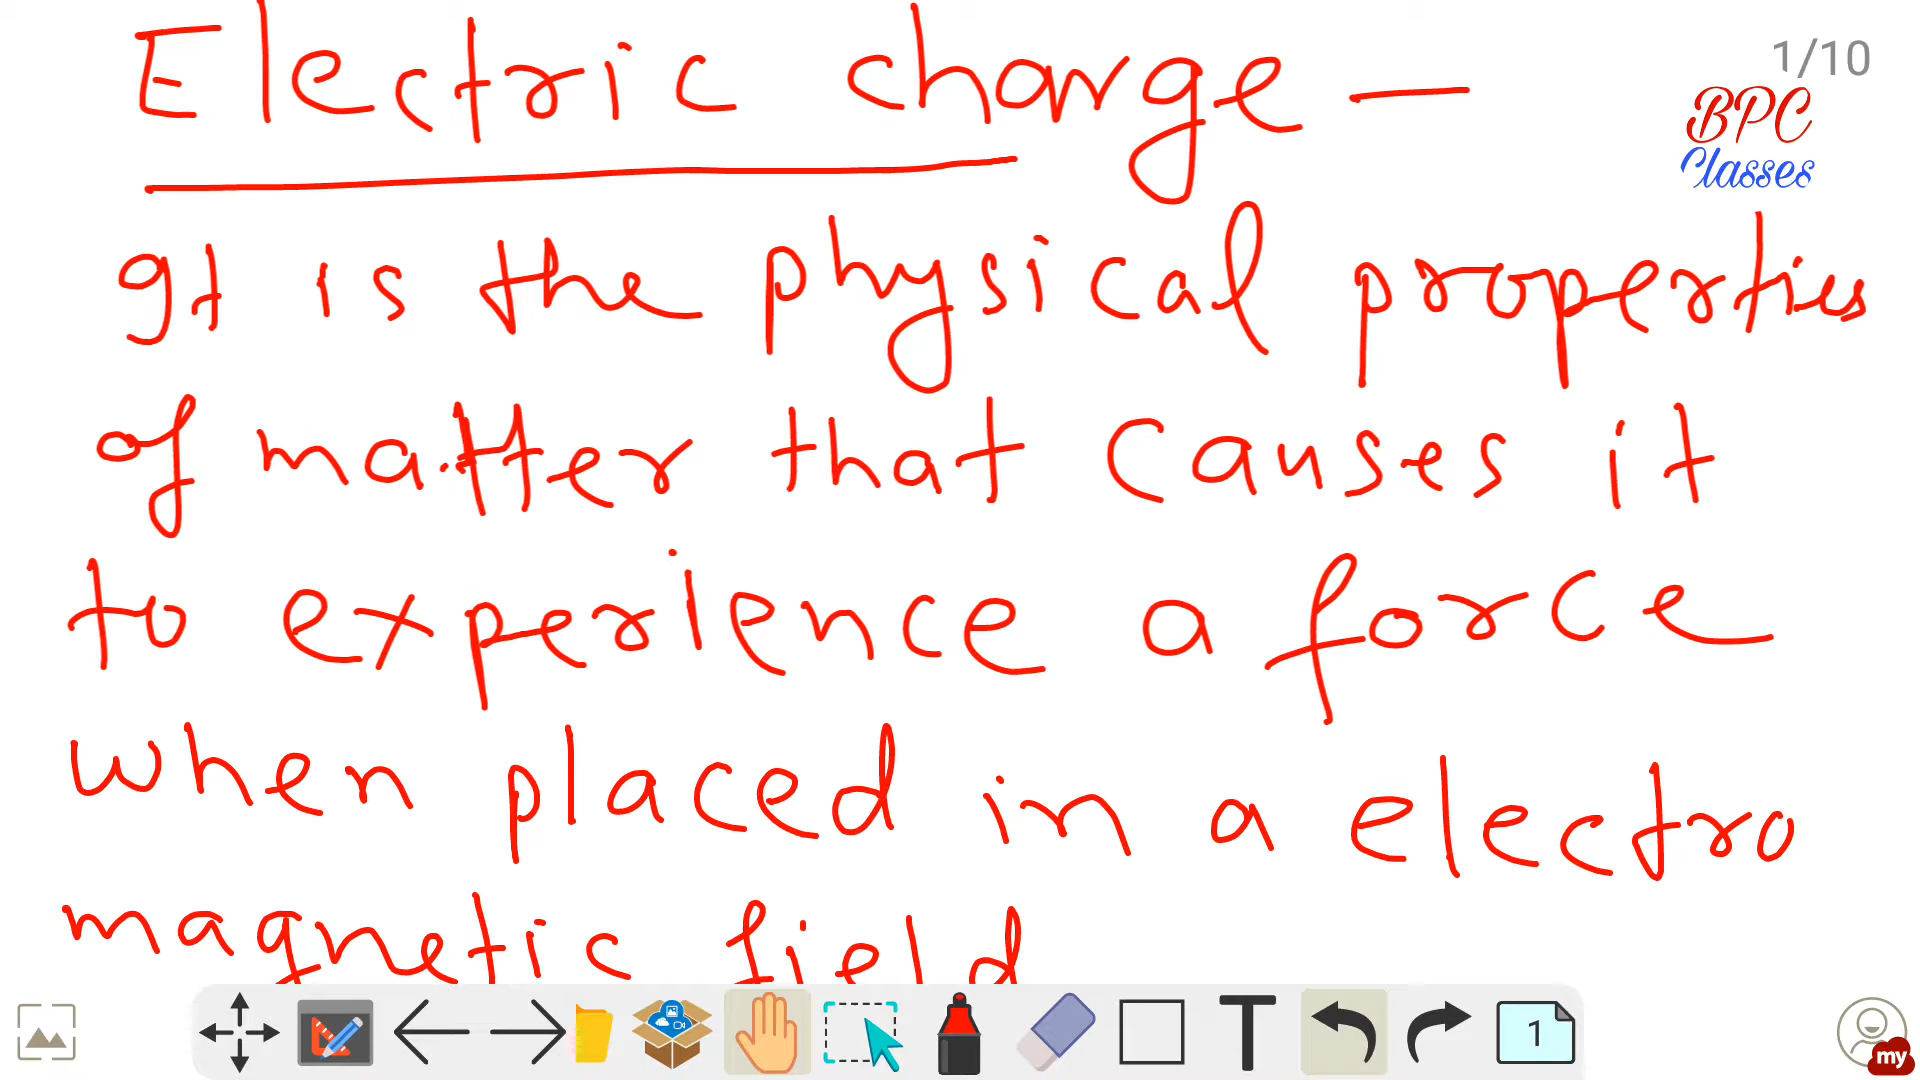 Electric charge —
1/10
BPC
Classes
It is the physical properties
of matter that causes it
to experience a force
when placed in a electro
magnetic field
T
1
my